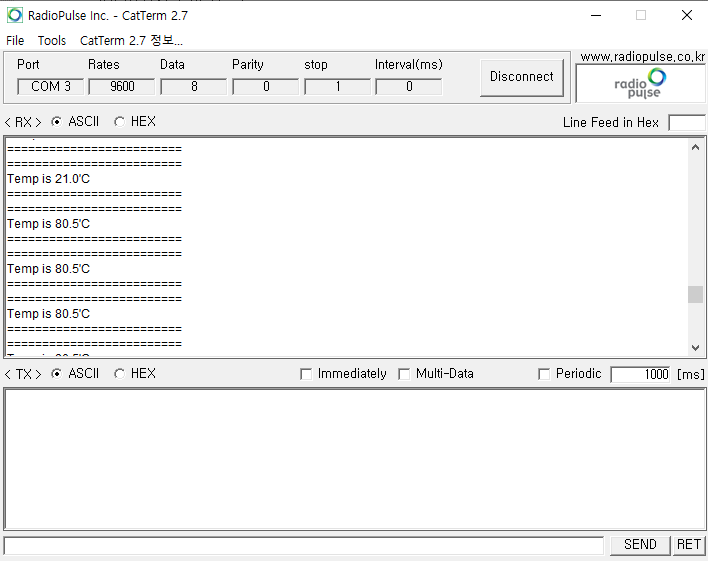 RadioPulse Inc. - CatTerm 2.7
File Tools CatTerm 2.7 정보...
Port Rates Data Parity stop Interval(ms)
COM 3 9600 8 0 1 0
Disconnect
www.radiopulse.co.kr
radio
pulse
< RX > ASCII HEX Line Feed in Hex
=========================
=========================
Temp is 21.0'C
=========================
=========================
Temp is 80.5'C
=========================
=========================
Temp is 80.5'C
=========================
=========================
Temp is 80.5'C
=========================
=========================
< TX > ASCII HEX Immediately Multi-Data Periodic 1000 [ms]
SEND RET